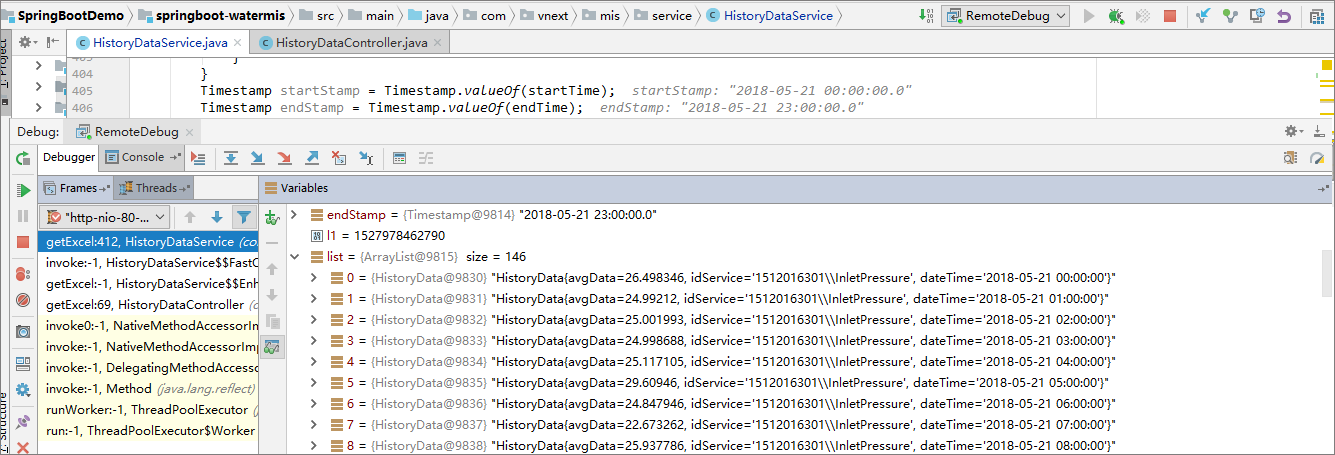 SpringBootDemo springboot-watermis src main java com vnext mis service HistoryDataService RemoteDebug
1: Project
HistoryDataService.java HistoryDataController.java
403 }
404 }
405 Timestamp startStamp = Timestamp.valueOf(startTime); startStamp: "2018-05-21 00:00:00.0"
406 Timestamp endStamp = Timestamp.valueOf(endTime); endStamp: "2018-05-21 23:00:00.0"
Debug: RemoteDebug
Debugger Console
Frames Threads Variables
"http-nio-80-... endStamp = {Timestamp@9814} "2018-05-21 23:00:00.0"
l1 = 1527978462790
getExcel:412, HistoryDataService (co list = {ArrayList@9815} size = 146
invoke:-1, HistoryDataService$$FastC 0 = {HistoryData@9830} "HistoryData{avgData=26.498346, idService='1512016301\\InletPressure', dateTime='2018-05-21 00:00:00'}"
getExcel:-1, HistoryDataService$$Enh 1 = {HistoryData@9831} "HistoryData{avgData=24.99212, idService='1512016301\\InletPressure', dateTime='2018-05-21 01:00:00'}"
getExcel:69, HistoryDataController (c 2 = {HistoryData@9832} "HistoryData{avgData=25.001993, idService='1512016301\\InletPressure', dateTime='2018-05-21 02:00:00'}"
invoke0:-1, NativeMethodAccessorImp 3 = {HistoryData@9833} "HistoryData{avgData=24.998688, idService='1512016301\\InletPressure', dateTime='2018-05-21 03:00:00'}"
invoke:-1, NativeMethodAccessorImp 4 = {HistoryData@9834} "HistoryData{avgData=25.117105, idService='1512016301\\InletPressure', dateTime='2018-05-21 04:00:00'}"
invoke:-1, DelegatingMethodAccesso 5 = {HistoryData@9835} "HistoryData{avgData=29.60946, idService='1512016301\\InletPressure', dateTime='2018-05-21 05:00:00'}"
invoke:-1, Method (java.lang.reflect) 6 = {HistoryData@9836} "HistoryData{avgData=24.847946, idService='1512016301\\InletPressure', dateTime='2018-05-21 06:00:00'}"
runWorker:-1, ThreadPoolExecutor (j 7 = {HistoryData@9837} "HistoryData{avgData=22.673262, idService='1512016301\\InletPressure', dateTime='2018-05-21 07:00:00'}"
run:-1, ThreadPoolExecutor$Worker 8 = {HistoryData@9838} "HistoryData{avgData=25.937786, idService='1512016301\\InletPressure', dateTime='2018-05-21 08:00:00'}"
Structure